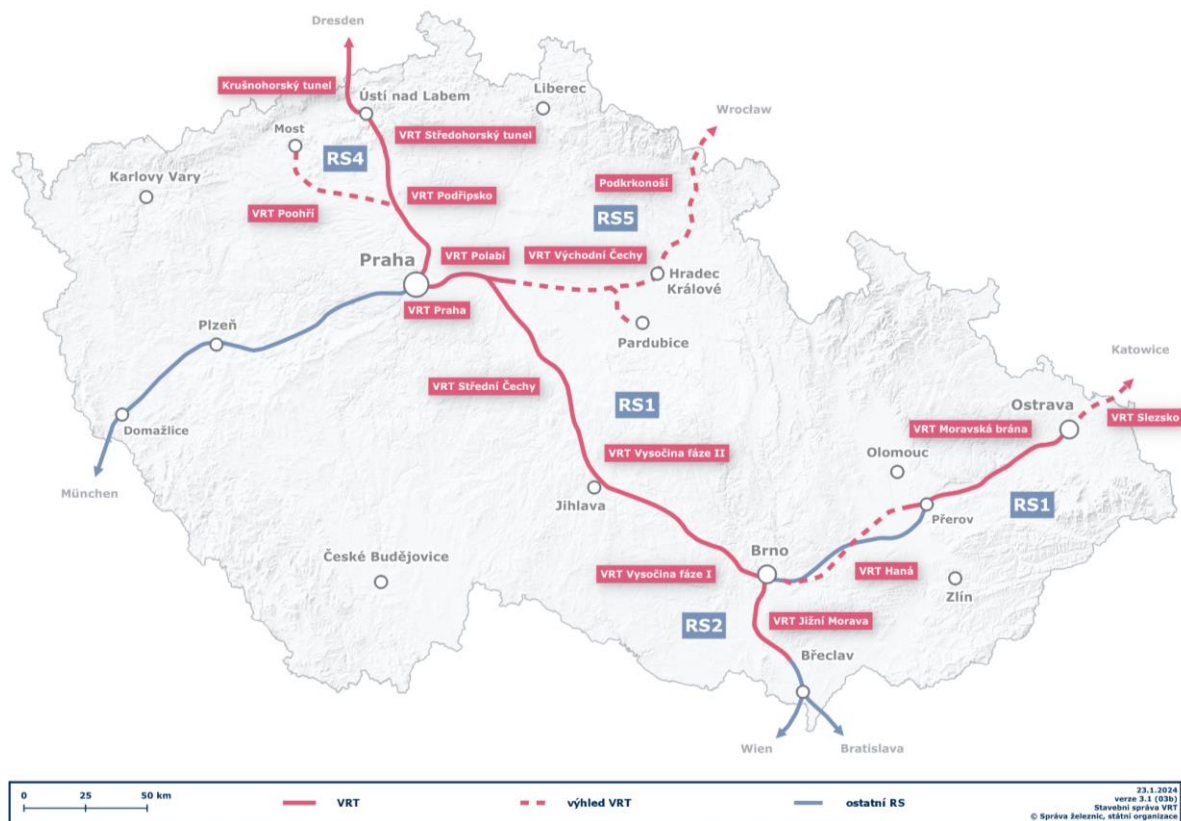 Dresden
Krušnohorský tunel
Ústí nad Labem
Liberec
Wrocław
Most
VRT Středohorský tunel
RS4
Karlovy Vary
Podkrkonoší
VRT Podřipsko
VRT Poohří
RS5
Praha
VRT Polabí
VRT Východní Čechy
Hradec
Králové
VRT Praha
Plzeň
Pardubice
Katowice
VRT Střední Čechy
RS1
Ostrava
VRT Slezsko
Domažlice
VRT Moravská brána
Olomouc
VRT Vysočina fáze II
München
Jihlava
RS1
Přerov
České Budějovice
Brno
VRT Vysočina fáze I
VRT Haná
Zlín
RS2
VRT Jižní Morava
Břeclav
Wien
Bratislava
0 25 50 km
VRT
výhled VRT
ostatní RS
23.1.2024
verze 3.1 (03b)
Stavební správa VRT
© Správa železnic, státní organizace